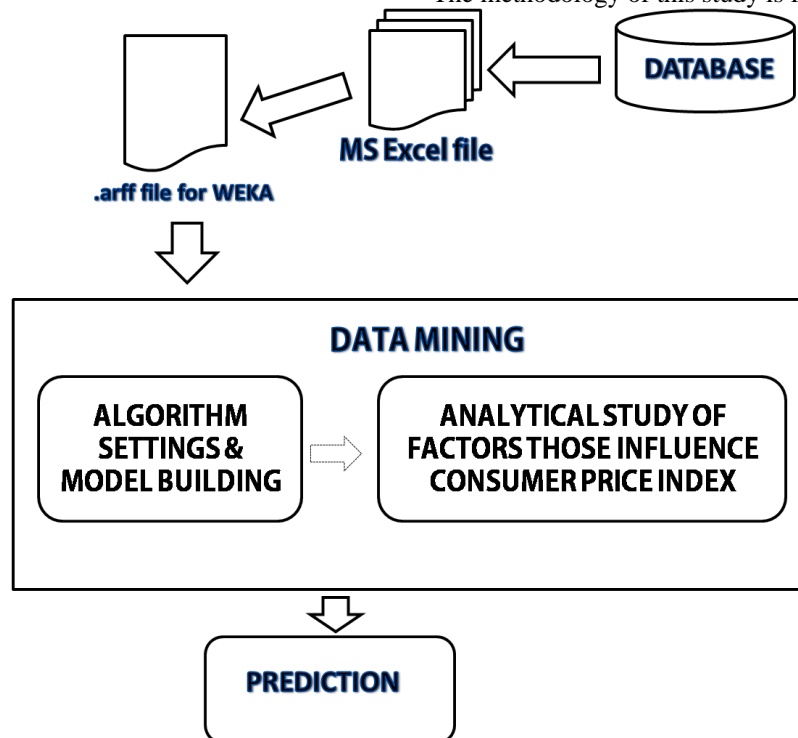 The methodology of this study is
DATABASE
MS Excel file
.arff file for WEKA
DATA MINING
ALGORITHM
SETTINGS &
MODEL BUILDING
ANALYTICAL STUDY OF
FACTORS THOSE INFLUENCE
CONSUMER PRICE INDEX
PREDICTION